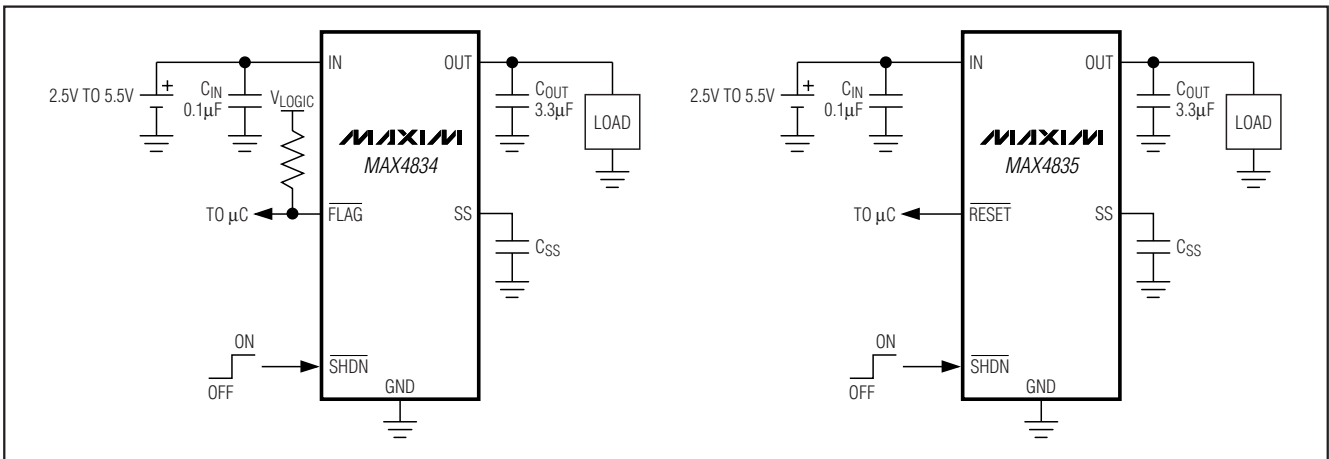 IN
OUT
2.5V TO 5.5V
+
CIN
0.1µF
VLOGIC
COUT
3.3µF
LOAD
MAXIM
MAX4834
TO µC
FLAG
SS
CSS
ON
OFF
SHDN
GND
IN
OUT
2.5V TO 5.5V
+
CIN
0.1µF
COUT
3.3µF
LOAD
MAXIM
MAX4835
TO µC
RESET
SS
CSS
ON
OFF
SHDN
GND